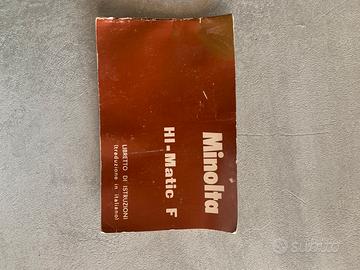 Minolta
HI-Matic F
LIBRETTO DI ISTRUZIONI
(traduzione in italiano)
subito